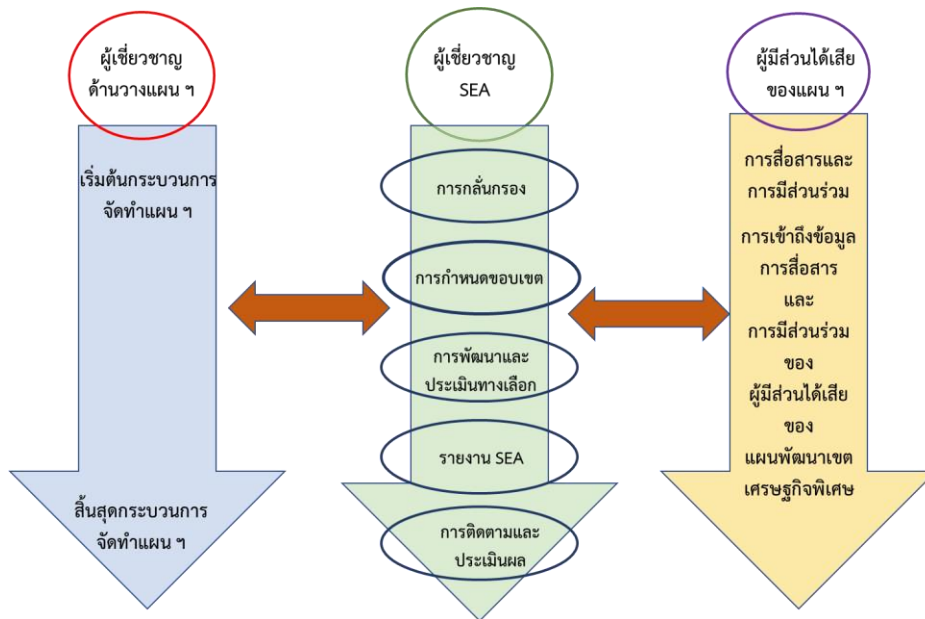 ผู้เชี่ยวชาญ
ด้านวางแผน ฯ
เริ่มต้นกระบวนการ
จัดทำแผน ฯ
สิ้นสุดกระบวนการ
จัดทำแผน ฯ
ผู้เชี่ยวชาญ
SEA
การกลั่นกรอง
การกำหนดขอบเขต
การพัฒนาและ
ประเมินทางเลือก
รายงาน SEA
การติดตามและ
ประเมินผล
ผู้มีส่วนได้เสีย
ของแผน ฯ
การสื่อสารและ
การมีส่วนร่วม
การเข้าถึงข้อมูล
การสื่อสาร
และ
การมีส่วนร่วม
ของ
ผู้มีส่วนได้เสีย
ของ
แผนพัฒนาเขต
เศรษฐกิจพิเศษ